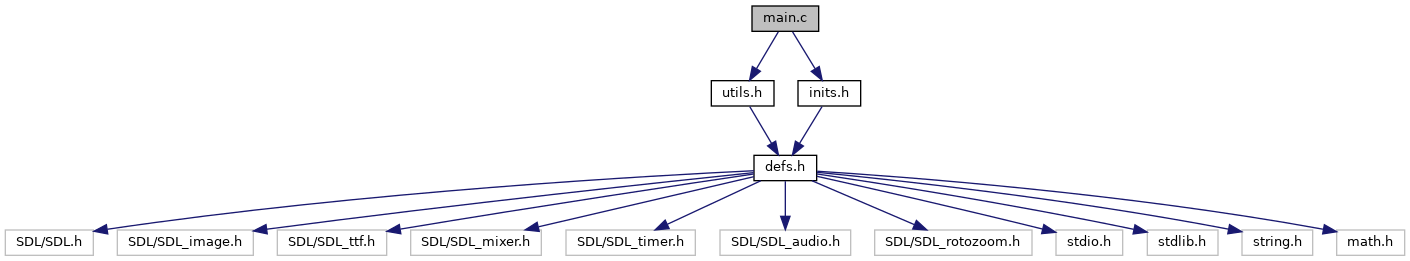 main.c
utils.h
inits.h
defs.h
SDL/SDL.h
SDL/SDL_image.h
SDL/SDL_ttf.h
SDL/SDL_mixer.h
SDL/SDL_timer.h
SDL/SDL_audio.h
SDL/SDL_rotozoom.h
stdio.h
stdlib.h
string.h
math.h